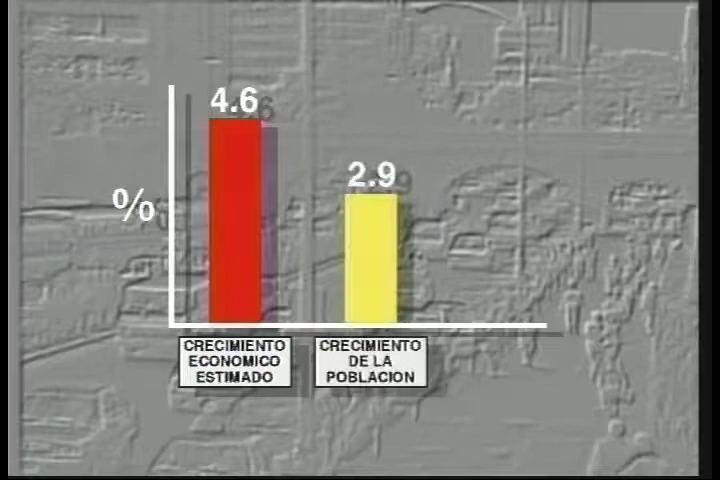 4.6
2.9
%
CRECIMIENTO
ECONOMICO
ESTIMADO
CRECIMIENTO
DE LA
POBLACION